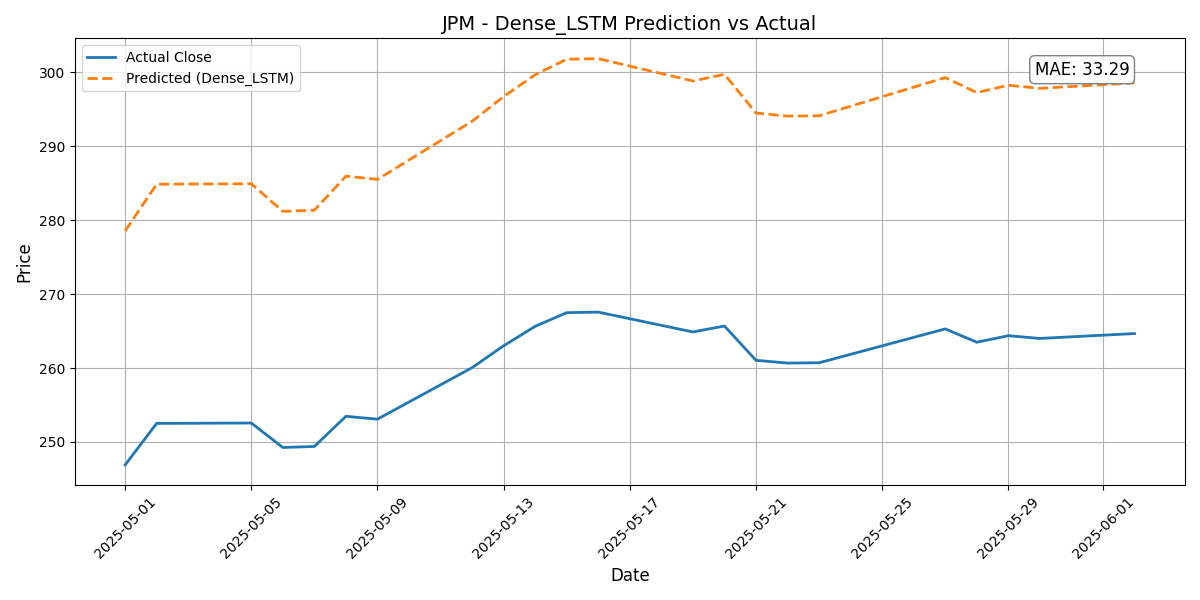 JPM - Dense_LSTM Prediction vs Actual
Actual Close
Predicted (Dense_LSTM)
MAE: 33.29
Price
300
290
280
270
260
250
2025-05-01
2025-05-05
2025-05-09
2025-05-13
2025-05-17
2025-05-21
2025-05-25
2025-05-29
2025-06-01
Date